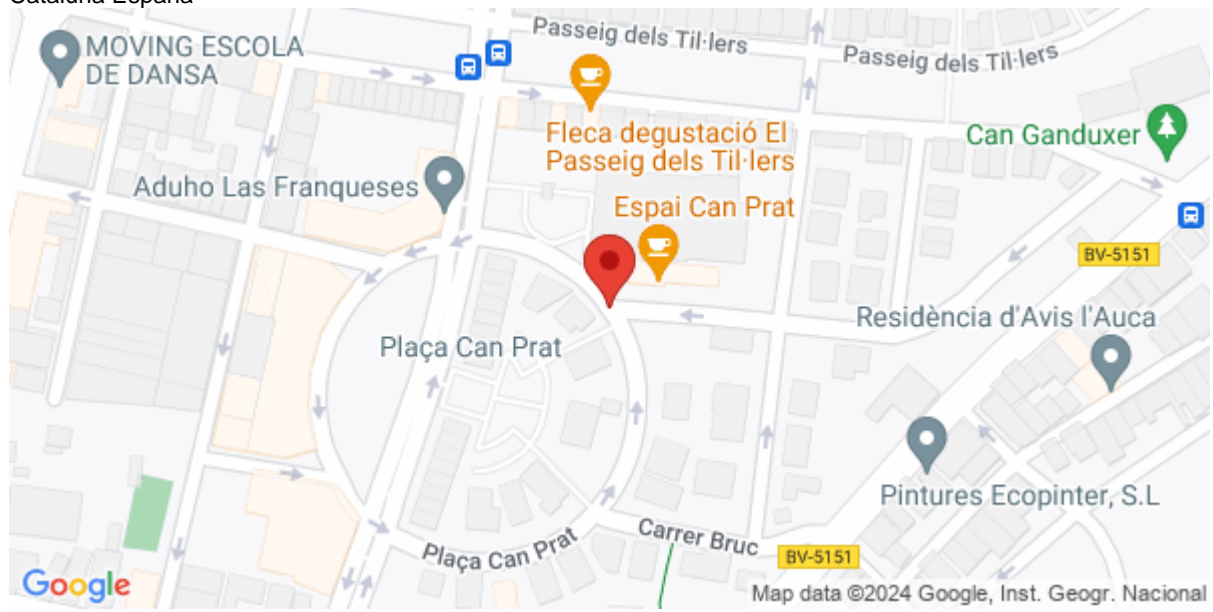 Cataluña España
MOVING ESCOLA
DE DANSA
Passeig dels Til·lers
Passeig dels Til·lers
Fleca degustació El
Passeig dels Til·lers
Can Ganduxer
Aduho Las Franqueses
Espai Can Prat
BV-5151
Residència d'Avis l'Auca
Plaça Can Prat
Pintures Ecopinter, S.L
Carrer Bruc
Plaça Can Prat
BV-5151
Google
Map data ©2024 Google, Inst. Geogr. Nacional